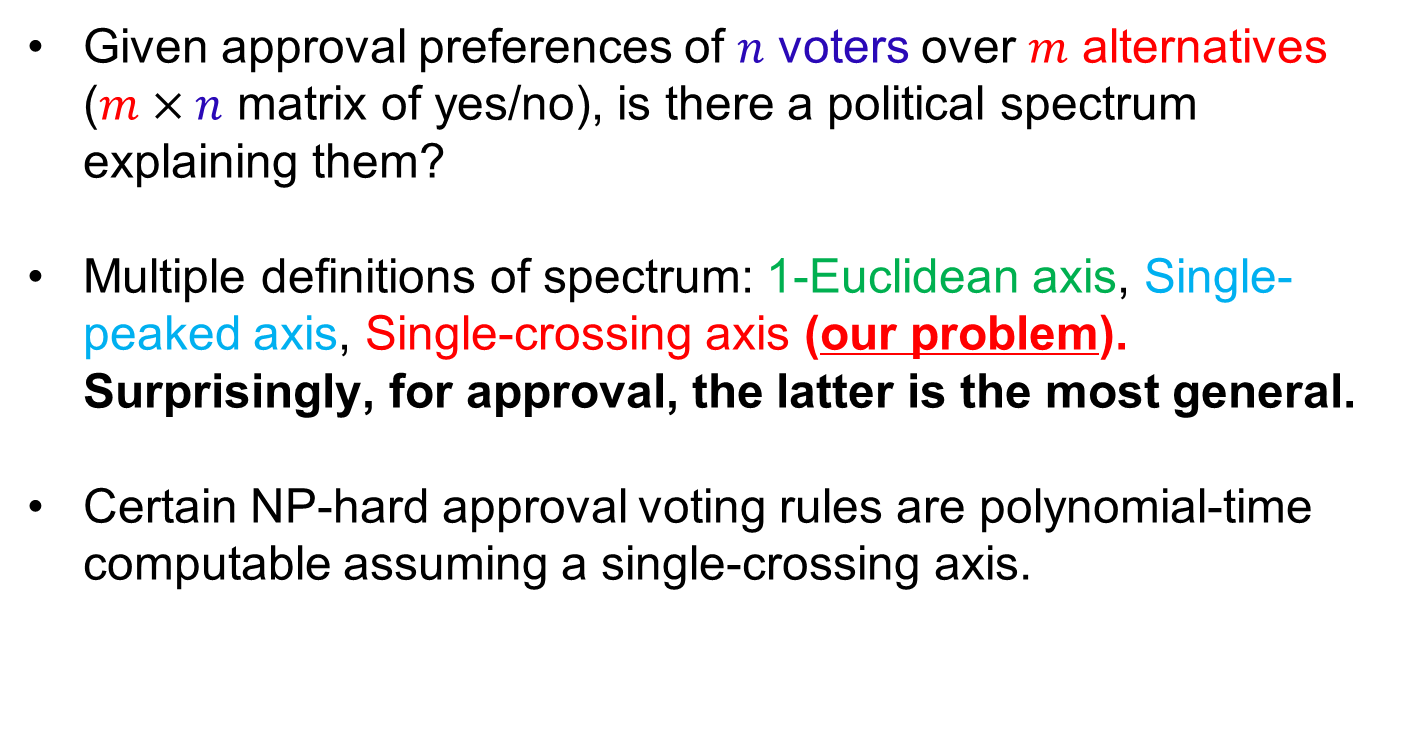 • Given approval preferences of n voters over m alternatives
(m × n matrix of yes/no), is there a political spectrum
explaining them?
• Multiple definitions of spectrum: 1-Euclidean axis, Single-
peaked axis, Single-crossing axis (our problem).
Surprisingly, for approval, the latter is the most general.
• Certain NP-hard approval voting rules are polynomial-time
computable assuming a single-crossing axis.